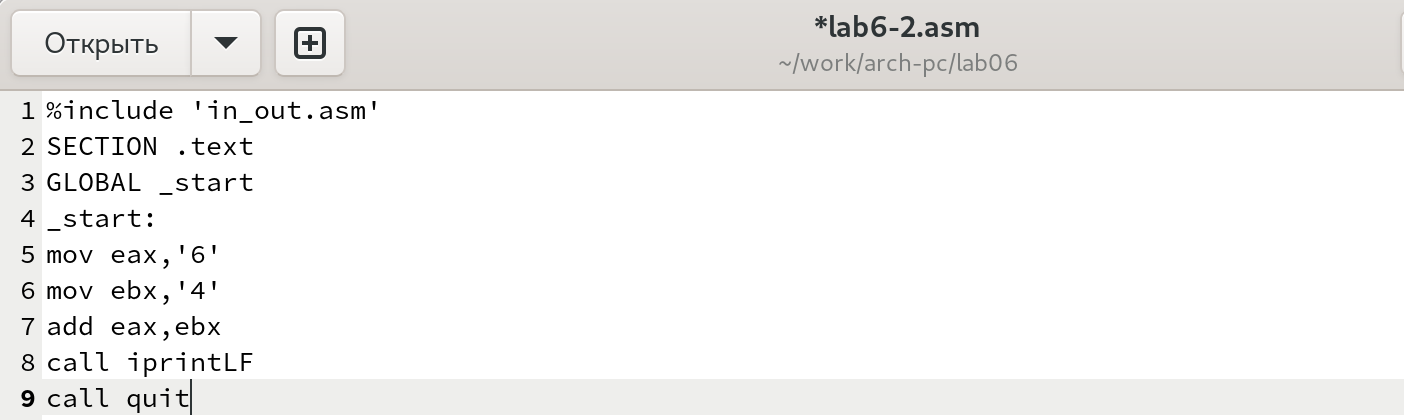 Открыть
*lab6-2.asm
~/work/arch-pc/lab06
1 %include 'in_out.asm'
2 SECTION .text
3 GLOBAL _start
4 _start:
5 mov eax,'6'
6 mov ebx,'4'
7 add eax,ebx
8 call iprintLF
9 call quit